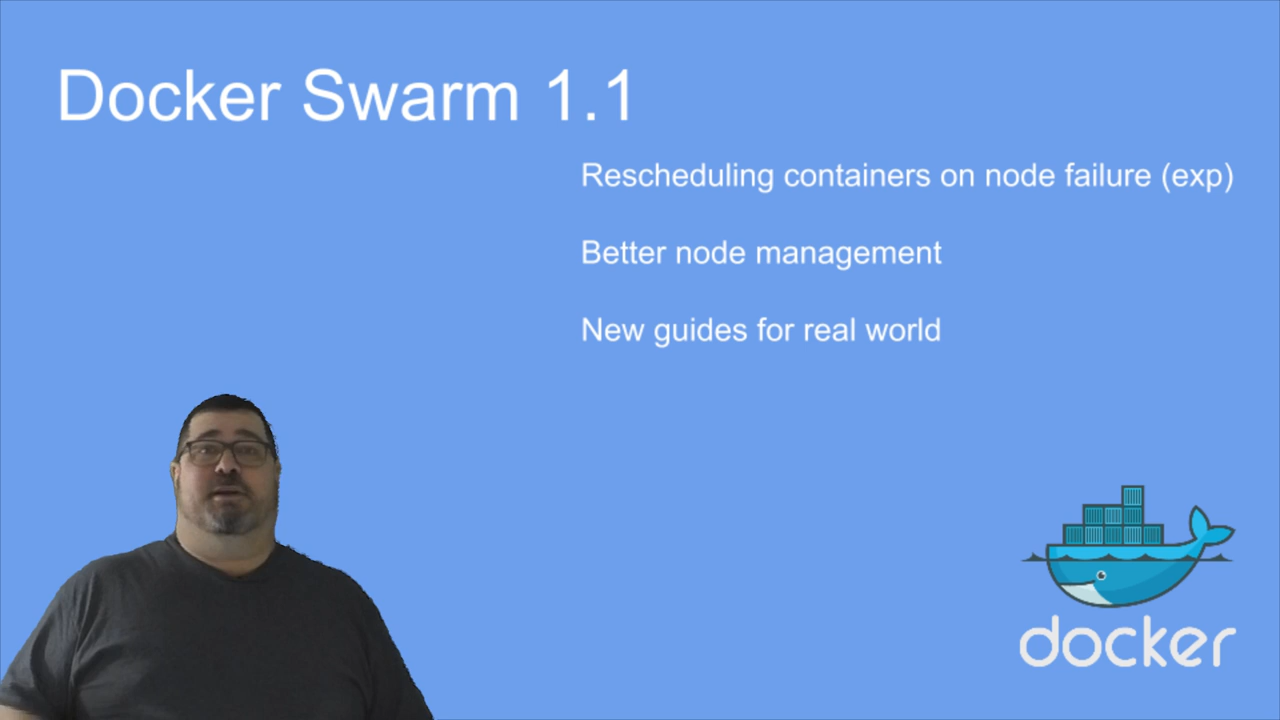 Docker Swarm 1.1
Rescheduling containers on node failure (exp)
Better node management
New guides for real world
docker